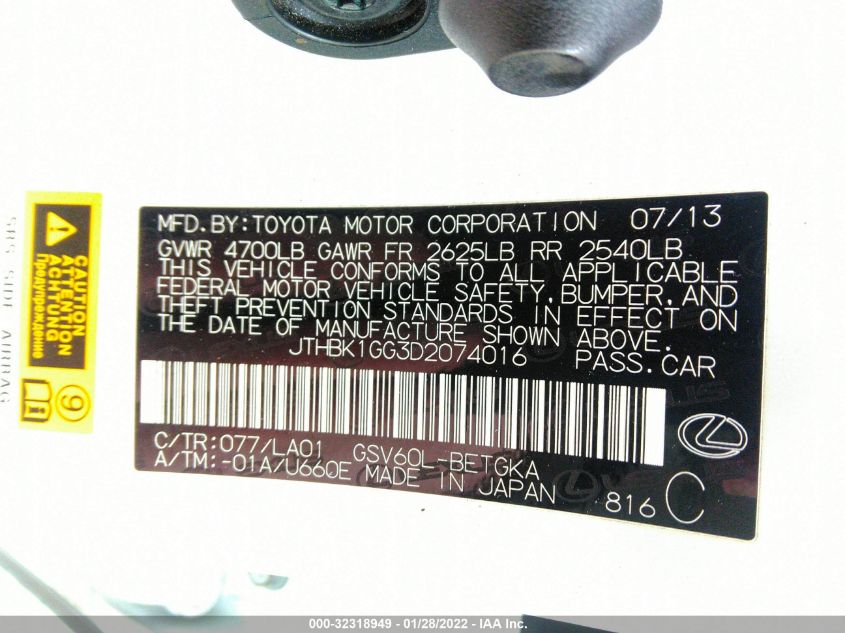 MFD.BY:TOYOTA MOTOR CORPORATION 07/13
GVWR 4700LB GAWR FR 2625LB RR 2540LB
THIS VEHICLE CONFORMS TO ALL APPLICABLE
FEDERAL MOTOR VEHICLE SAFETY,BUMPER,AND
THEFT PREVENTION STANDARDS IN EFFECT ON
THE DATE OF MANUFACTURE SHOWN ABOVE.
JTHBK1GG3D2074016 PASS.CAR
C/TR:077/LA01 GSV60L-BETGKA
A/TM:-01A/U660E MADE IN JAPAN
816 C
CAUTION
ATTENTION
ACHTUNG
Предупреждение
9
SRS SIDE AIRBAG
000-32318949 - 01/28/2022 - IAA Inc.